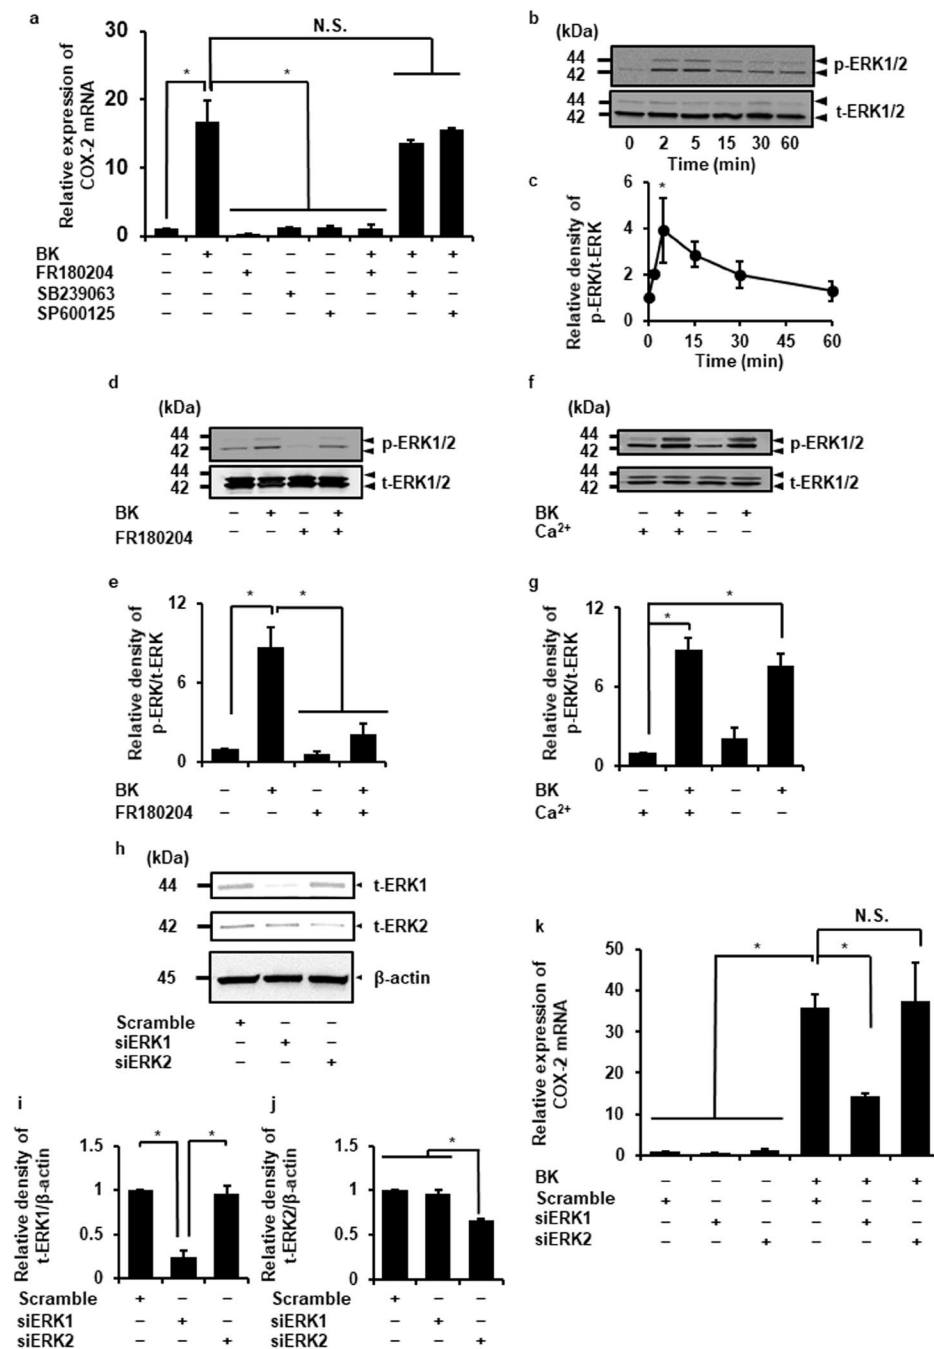 a
N.S.
Relative expression of
COX-2 mRNA
30
20
10
0
*
*
BK – + – – – + + +
FR180204 – – + – – + – –
SB239063 – – – + – – + –
SP600125 – – – – + – – +
b
(kDa)
44
42
p-ERK1/2
44
42
t-ERK1/2
0 2 5 15 30 60
Time (min)
c
Relative density of
p-ERK/t-ERK
6
4
2
0
*
0 15 30 45 60
Time (min)
d
(kDa)
44
42
p-ERK1/2
44
42
t-ERK1/2
BK – + – +
FR180204 – – + +
f
(kDa)
44
42
p-ERK1/2
44
42
t-ERK1/2
BK – + – +
Ca²⁺ + + – –
e
Relative density of
p-ERK/t-ERK
12
6
0
*
*
BK – + – +
FR180204 – – + +
g
Relative density of
p-ERK/t-ERK
12
6
0
*
*
BK – + – +
Ca²⁺ + + – –
h
(kDa)
44
t-ERK1
42
t-ERK2
45
β-actin
Scramble + – –
siERK1 – + –
siERK2 – – +
i
Relative density of
t-ERK1/β-actin
1.5
1
0.5
0
*
*
Scramble + – –
siERK1 – + –
siERK2 – – +
j
Relative density of
t-ERK2/β-actin
1.5
1
0.5
0
*
Scramble + – –
siERK1 – + –
siERK2 – – +
k
N.S.
Relative expression of
COX-2 mRNA
50
40
30
20
10
0
*
*
BK – – – + + +
Scramble + – – + – –
siERK1 – + – – + –
siERK2 – – + – – +